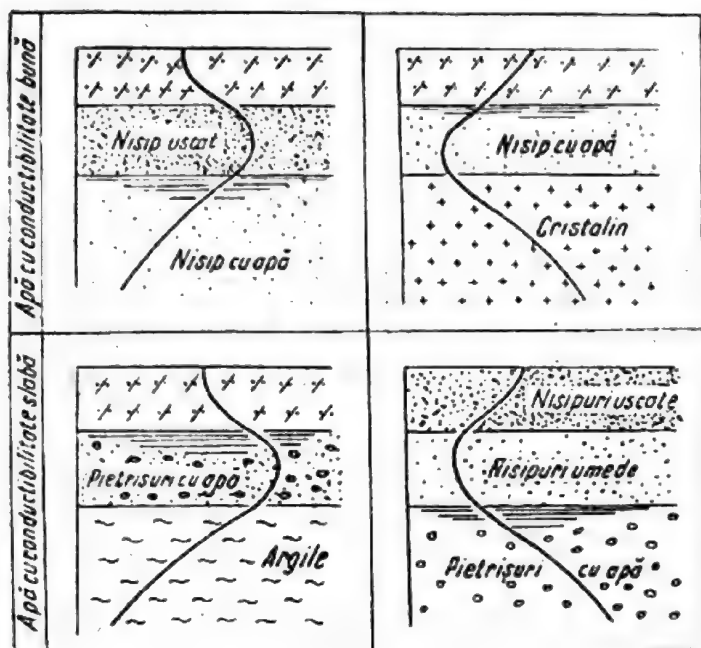 Apă cu conductibilitate bună
Nisip uscat
Nisip cu apă
Nisip cu apă
Cristalin
Apă cu conductibilitate slabă
Pietrișuri cu apă
Argile
Nisipuri uscate
Nisipuri umede
Pietrișuri cu apă